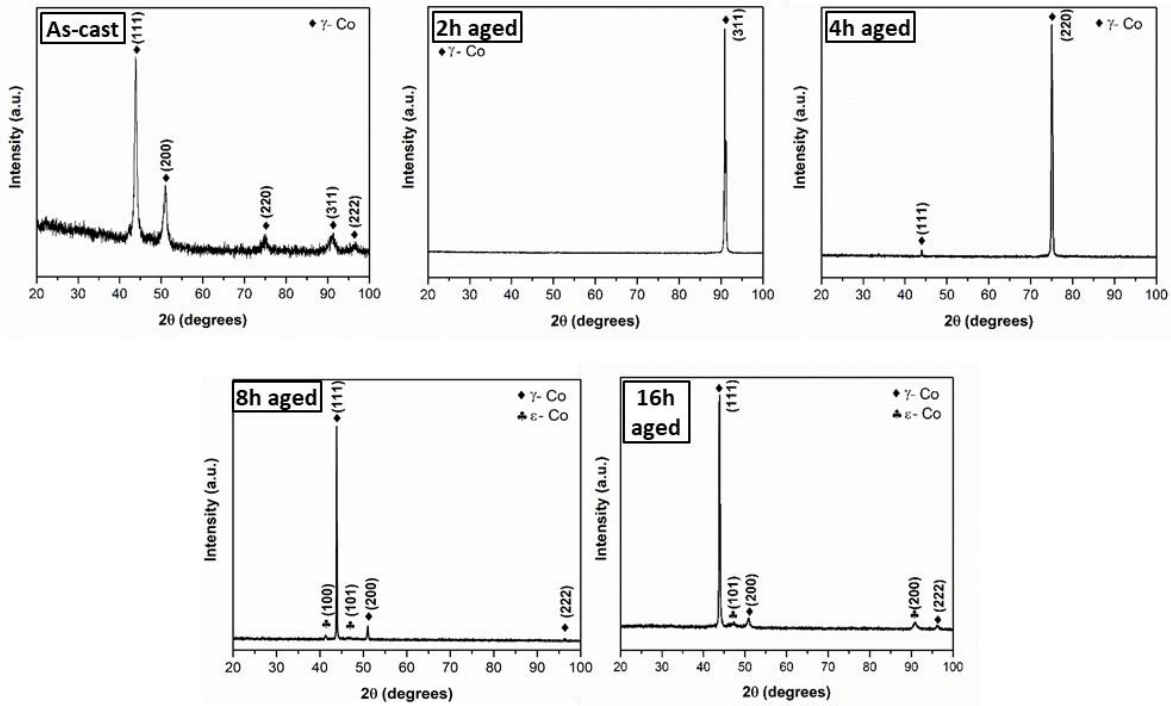 As-cast
(111)
♦ γ- Co
(200)
(220)
(311)
(222)
Intensity (a.u.)
20 30 40 50 60 70 80 90 100
2θ (degrees)
2h aged
♦ γ- Co
(311)
Intensity (a.u.)
20 30 40 50 60 70 80 90 100
2θ (degrees)
4h aged
(220)
♦ γ- Co
(111)
Intensity (a.u.)
20 30 40 50 60 70 80 90 100
2θ (degrees)
8h aged
(111)
♦ γ- Co
♣ ε- Co
(100)
(101)
(200)
(222)
Intensity (a.u.)
20 30 40 50 60 70 80 90 100
2θ (degrees)
16h
aged
(111)
♦ γ- Co
♣ ε- Co
(101)
(200)
(200)
(222)
Intensity (a.u.)
20 30 40 50 60 70 80 90 100
2θ (degrees)